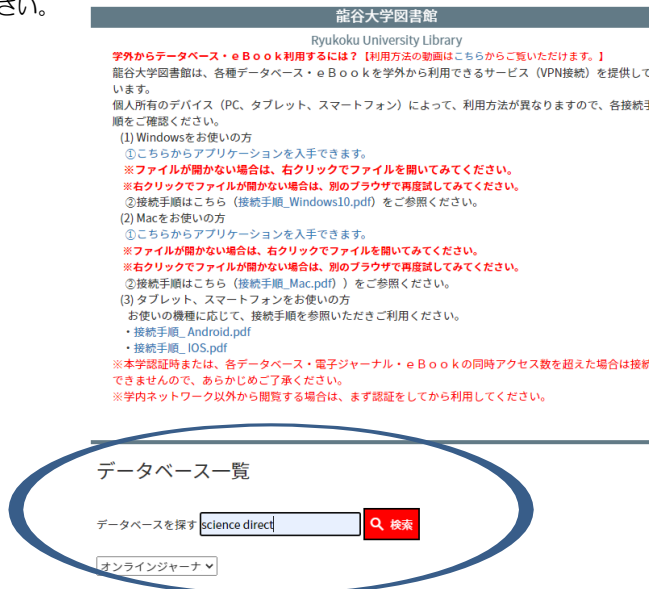 さい。
龍谷大学図書館
Ryukoku University Library
学外からデータベース・eBook利用するには?【利用方法の動画はこちらからご覧いただけます。】
龍谷大学図書館は、各種データベース・eBookを学外から利用できるサービス(VPN接続)を提供して
います。
個人所有のデバイス(PC、タブレット、スマートフォン)によって、利用方法が異なりますので、各接続手
順をご確認ください。
(1) Windowsをお使いの方
①こちらからアプリケーションを入手できます。
※ファイルが開かない場合は、右クリックでファイルを開いてみてください。
※右クリックでファイルが開かない場合は、別のブラウザで再度試してみてください。
②接続手順はこちら(接続手順_Windows10.pdf)をご参照ください。
(2) Macをお使いの方
①こちらからアプリケーションを入手できます。
※ファイルが開かない場合は、右クリックでファイルを開いてみてください。
※右クリックでファイルが開かない場合は、別のブラウザで再度試してみてください。
②接続手順はこちら(接続手順_Mac.pdf))をご参照ください。
(3) タブレット、スマートフォンをお使いの方
お使いの機種に応じて、接続手順を参照いただきご利用ください。
・接続手順_ Android.pdf
・接続手順_ IOS.pdf
※本学認証時または、各データベース・電子ジャーナル・eBookの同時アクセス数を超えた場合は接続
できませんので、あらかじめご了承ください。
※学内ネットワーク以外から閲覧する場合は、まず認証をしてから利用してください。
データベース一覧
データベースを探す science direct 検索
オンラインジャーナ